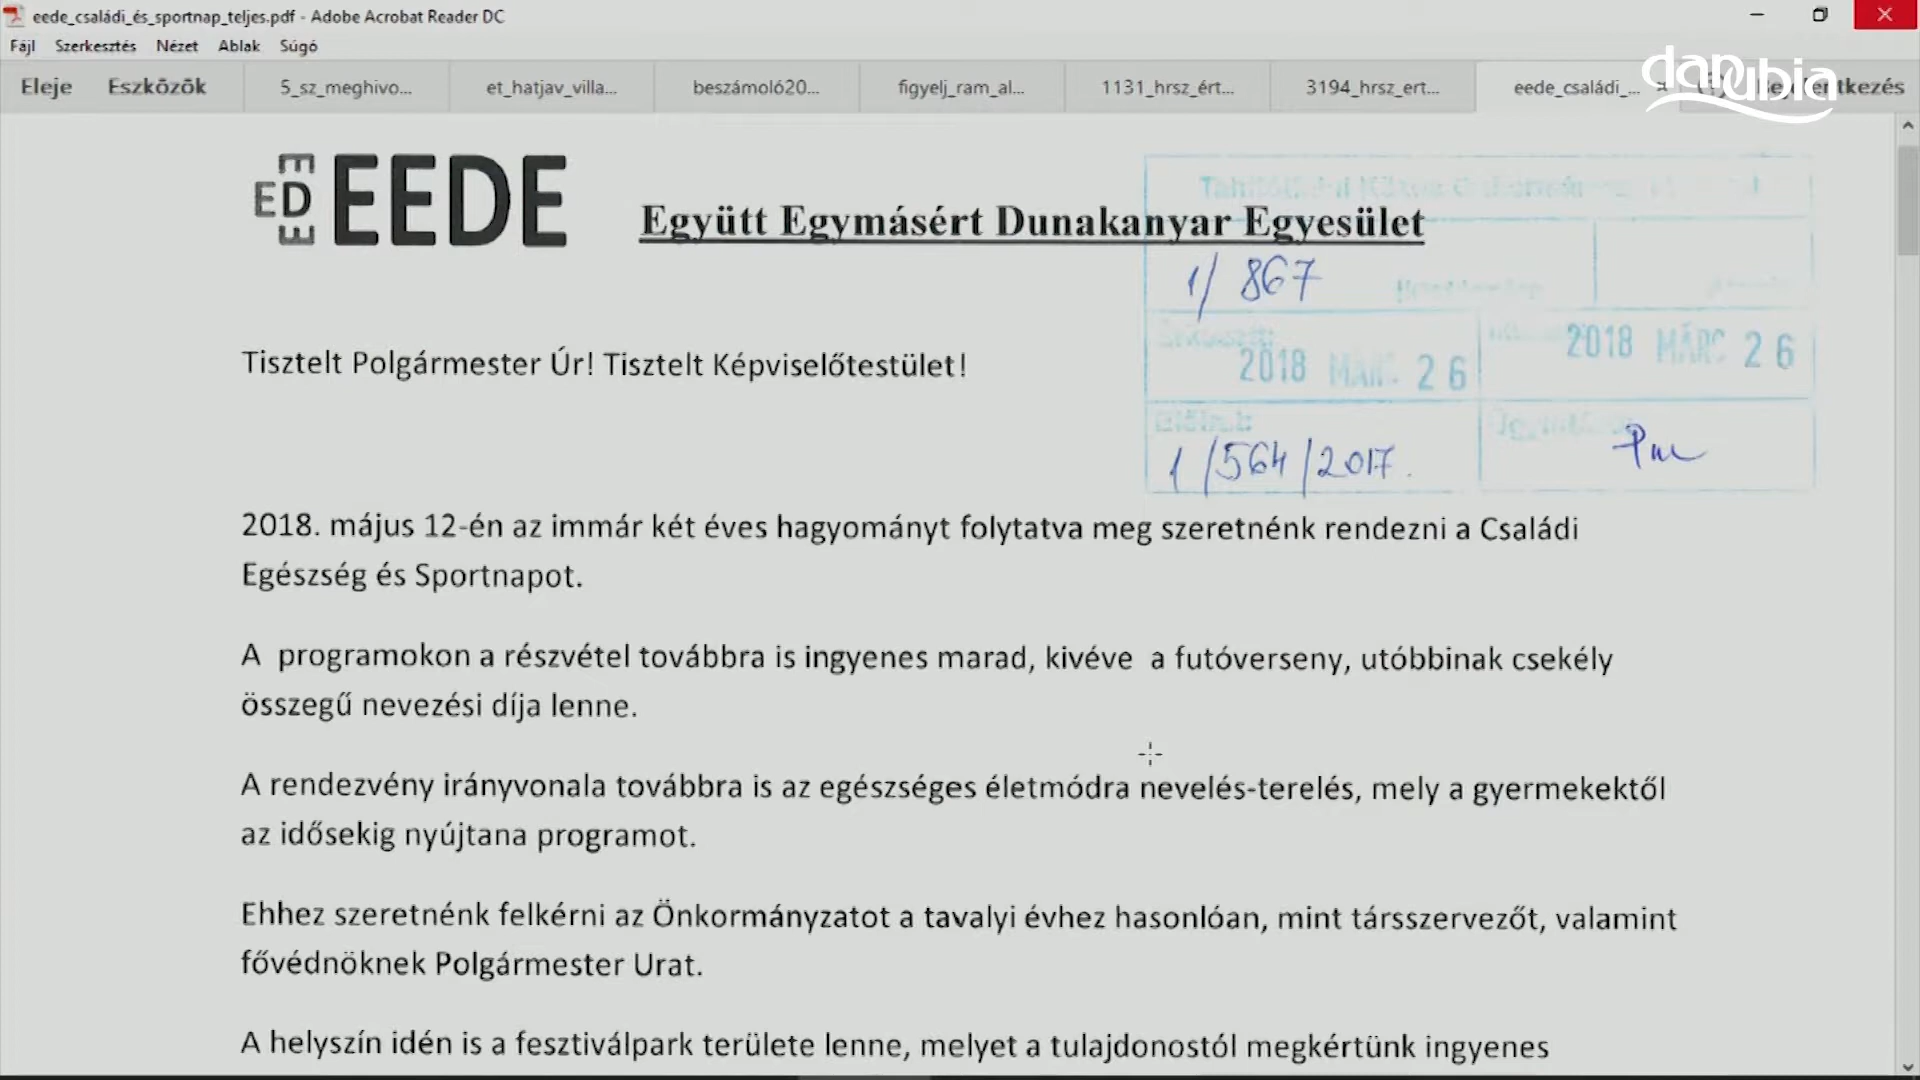 eede_családi_és_sportnap_teljes.pdf - Adobe Acrobat Reader DC
Fájl Szerkesztés Nézet Ablak Súgó
Eleje Eszközök 5_sz_meghivo... et_hatjav_villa... beszámoló20... figyelj_ram_al... 1131_hrsz_ért... 3194_hrsz_ert... eede_családi_...
danubia
EEDE EEDE
Együtt Egymásért Dunakanyar Egyesület
1/ 867
2018 MÁRC 26
2018 MÁRC 26
Tisztelt Polgármester Úr! Tisztelt Képviselőtestület!
1/564/2017.
2018. május 12-én az immár két éves hagyományt folytatva meg szeretnénk rendezni a Családi
Egészség és Sportnapot.
A programokon a részvétel továbbra is ingyenes marad, kivéve a futóverseny, utóbbinak csekély
összegű nevezési díja lenne.
A rendezvény irányvonala továbbra is az egészséges életmódra nevelés-terelés, mely a gyermekektől
az idősekig nyújtana programot.
Ehhez szeretnénk felkérni az Önkormányzatot a tavalyi évhez hasonlóan, mint társszervezőt, valamint
fővédnöknek Polgármester Urat.
A helyszín idén is a fesztiválpark területe lenne, melyet a tulajdonostól megkértünk ingyenes